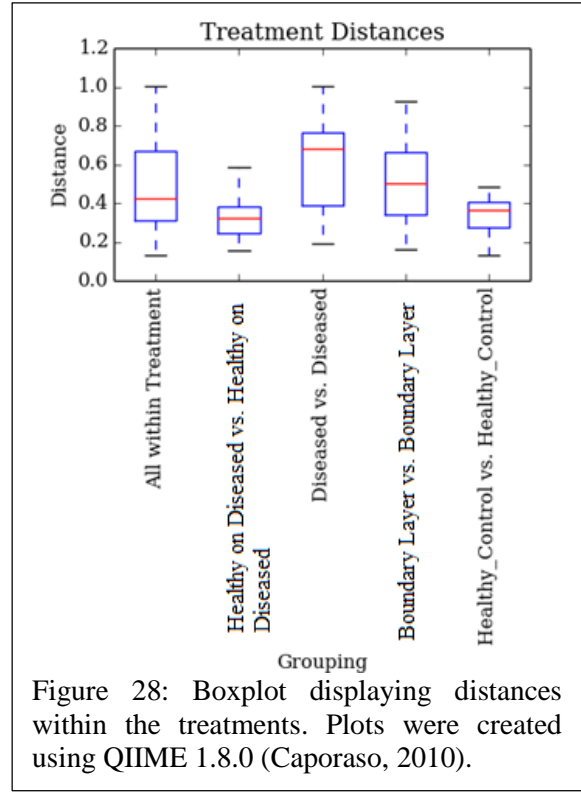 Treatment Distances
1.2
1.0
0.8
0.6
0.4
0.2
0.0
Distance
All within Treatment
Healthy on Diseased vs. Healthy on
Diseased
Diseased vs. Diseased
Boundary Layer vs. Boundary Layer
Healthy_Control vs. Healthy_Control
Grouping
Figure 28: Boxplot displaying distances
within the treatments. Plots were created
using QIIME 1.8.0 (Caporaso, 2010).